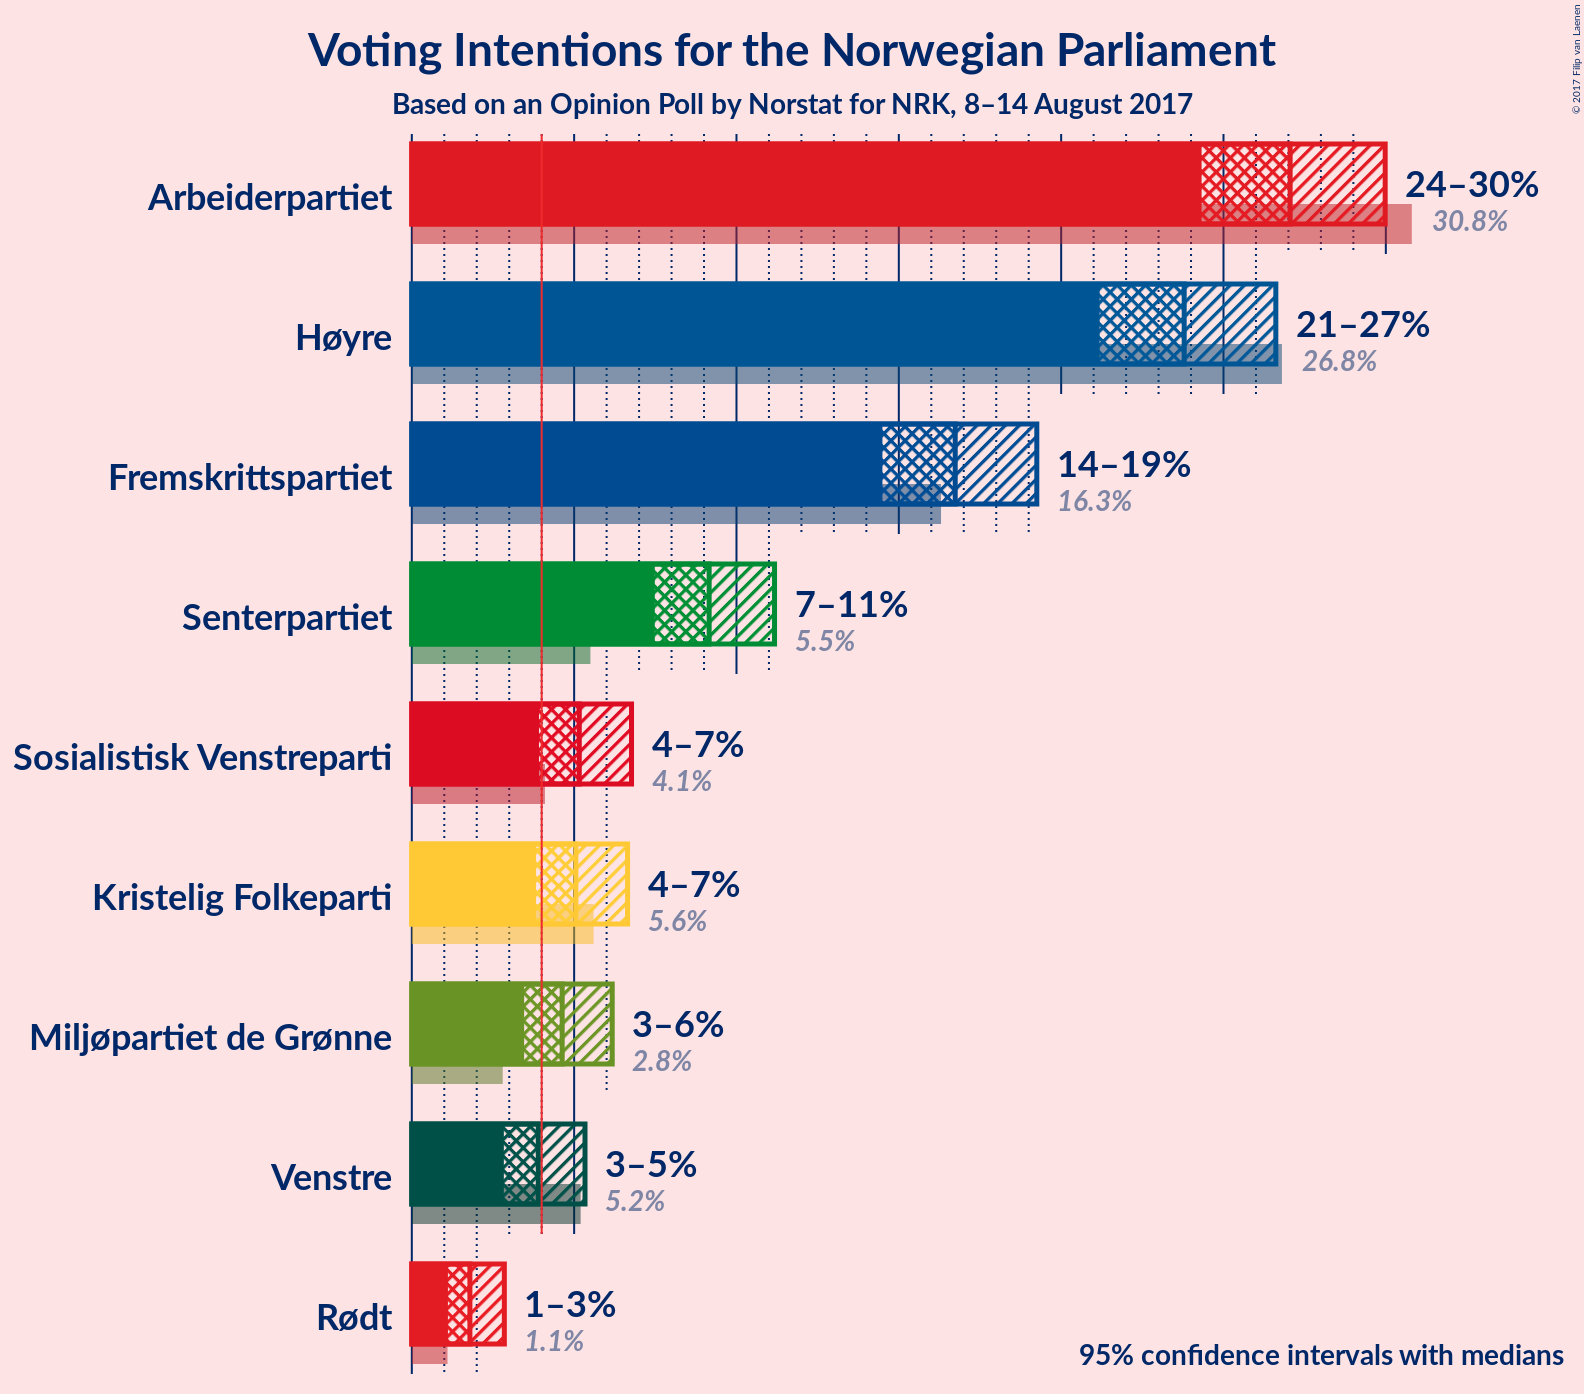 Voting Intentions for the Norwegian Parliament
Based on an Opinion Poll by Norstat for NRK, 8–14 August 2017
© 2017 Filip van Laenen
Arbeiderpartiet
24–30%
30.8%
Høyre
21–27%
26.8%
Fremskrittspartiet
14–19%
16.3%
Senterpartiet
7–11%
5.5%
Sosialistisk Venstreparti
4–7%
4.1%
Kristelig Folkeparti
4–7%
5.6%
Miljøpartiet de Grønne
3–6%
2.8%
Venstre
3–5%
5.2%
Rødt
1–3%
1.1%
95% confidence intervals with medians